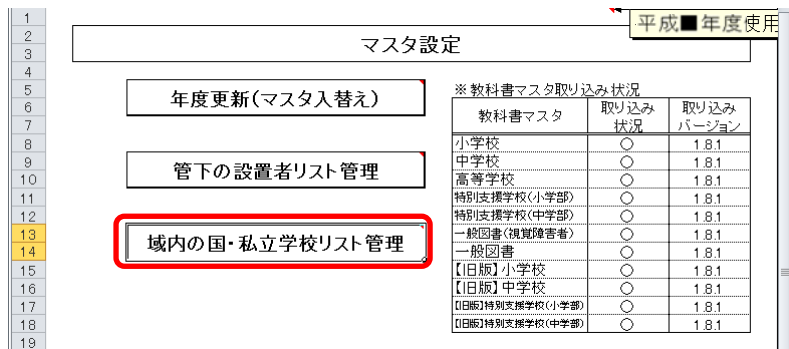 1
平成■年度使用
2
3
マスタ設定
4
5
※教科書マスタ取り込み状況
年度更新(マスタ入替え)
6
7
教科書マスタ 取り込み状況 取り込みバージョン
8
小学校 ○ 1.8.1
9
中学校 ○ 1.8.1
管下の設置者リスト管理
10
高等学校 ○ 1.8.1
11
特別支援学校(小学部) ○ 1.8.1
12
特別支援学校(中学部) ○ 1.8.1
13
一般図書(視覚障害者) ○ 1.8.1
域内の国・私立学校リスト管理
14
一般図書 ○ 1.8.1
15
【旧版】小学校 ○ 1.8.1
16
【旧版】中学校 ○ 1.8.1
17
【旧版】特別支援学校(小学部) ○ 1.8.1
18
【旧版】特別支援学校(中学部) ○ 1.8.1
19